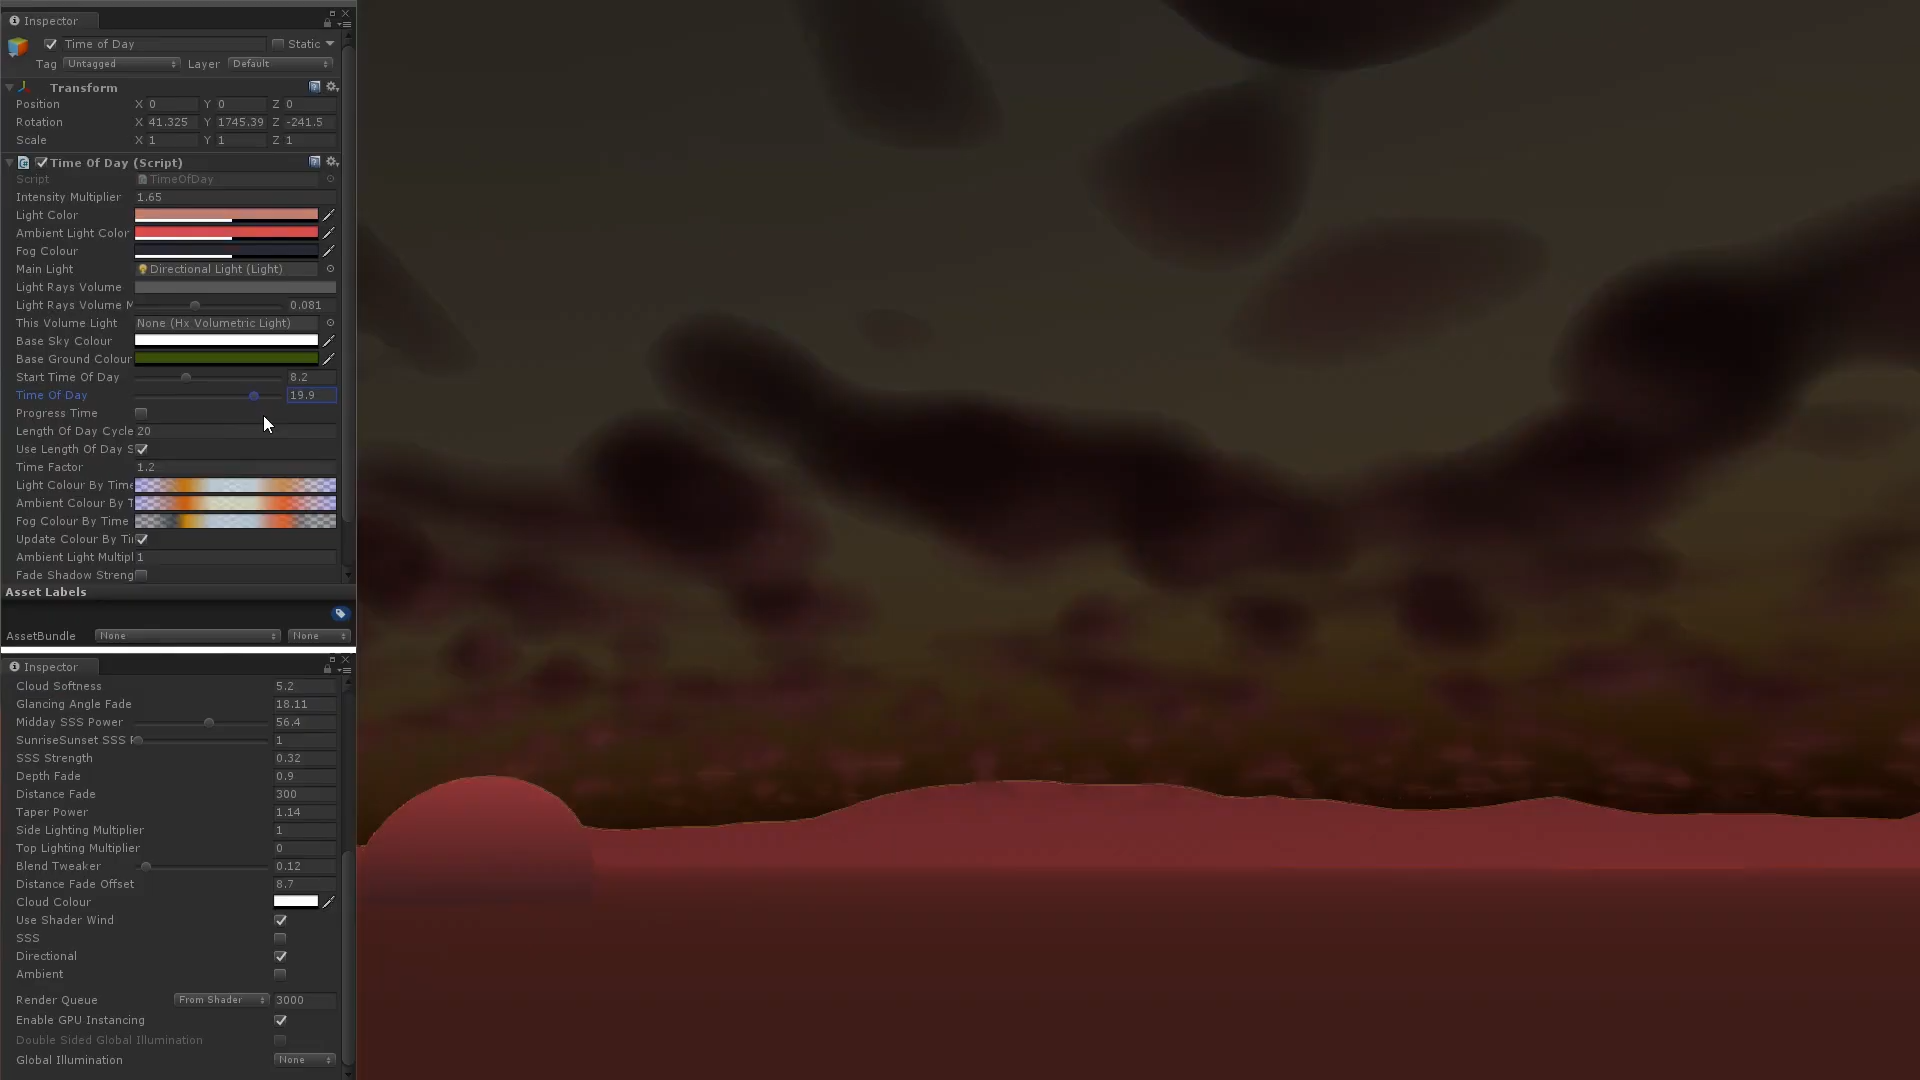 Inspector
Time of Day Static
Tag Untagged Layer Default
Transform
Position X 0 Y 0 Z 0
Rotation X 41.325 Y 1745.39 Z -241.5
Scale X 1 Y 1 Z 1
Time Of Day (Script)
Script TimeOfDay
Intensity Multiplier 1.65
Light Color
Ambient Light Color
Fog Colour
Main Light Directional Light (Light)
Light Rays Volume
Light Rays Volume M 0.081
This Volume Light None (Hx Volumetric Light)
Base Sky Colour
Base Ground Colour
Start Time Of Day 8.2
Time Of Day 19.9
Progress Time
Length Of Day Cycle 20
Use Length Of Day S
Time Factor 1.2
Light Colour By Time
Ambient Colour By T
Fog Colour By Time
Update Colour By Ti
Ambient Light Multipl 1
Fade Shadow Streng
Asset Labels
AssetBundle None None
Inspector
Cloud Softness 5.2
Glancing Angle Fade 18.11
Midday SSS Power 56.4
SunriseSunset SSS P 1
SSS Strength 0.32
Depth Fade 0.9
Distance Fade 300
Taper Power 1.14
Side Lighting Multiplier 1
Top Lighting Multiplier 0
Blend Tweaker 0.12
Distance Fade Offset 8.7
Cloud Colour
Use Shader Wind
SSS
Directional
Ambient
Render Queue From Shader 3000
Enable GPU Instancing
Double Sided Global Illumination
Global Illumination None